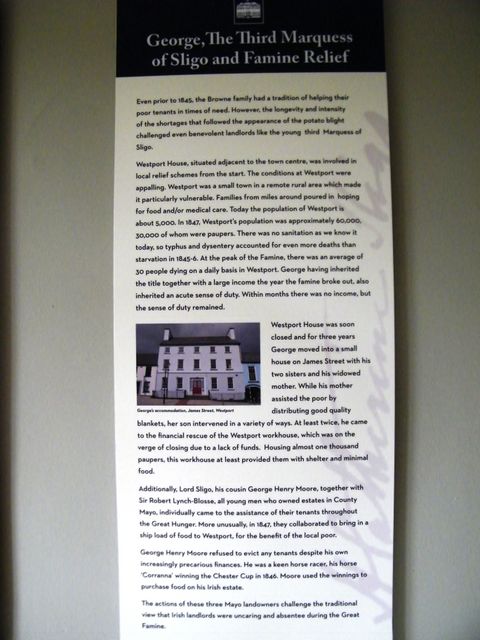 George, The Third Marquess
of Sligo and Famine Relief
Even prior to 1845, the Browne family had a tradition of helping their
poor tenants in times of need. However, the longevity and intensity
of the shortages that followed the appearance of the potato blight
challenged even benevolent landlords like the young third Marquess of
Sligo.
Westport House, situated adjacent to the town centre, was involved in
local relief schemes from the start. The conditions at Westport were
appalling. Westport was a small town in a remote rural area which made
it particularly vulnerable. Families from miles around poured in hoping
for food and/or medical care. Today the population of Westport is
about 5,000. In 1847, Westport's population was approximately 60,000,
30,000 of whom were paupers. There was no sanitation as we know it
today, so typhus and dysentery accounted for even more deaths than
starvation in 1845-6. At the peak of the Famine, there was an average of
30 people dying on a daily basis in Westport. George having inherited
the title together with a large income the year the famine broke out, also
inherited an acute sense of duty. Within months there was no income, but
the sense of duty remained.
Westport House was soon
closed and for three years
George moved into a small
house on James Street with his
two sisters and his widowed
mother. While his mother
assisted the poor by
distributing good quality
George's accommodation, James Street, Westport
blankets, her son intervened in a variety of ways. At least twice, he came
to the financial rescue of the Westport workhouse, which was on the
verge of closing due to a lack of funds. Housing almost one thousand
paupers, this workhouse at least provided them with shelter and minimal
food.
Additionally, Lord Sligo, his cousin George Henry Moore, together with
Sir Robert Lynch-Blosse, all young men who owned estates in County
Mayo, individually came to the assistance of their tenants throughout
the Great Hunger. More unusually, in 1847, they collaborated to bring in a
ship load of food to Westport, for the benefit of the local poor.
George Henry Moore refused to evict any tenants despite his own
increasingly precarious finances. He was a keen horse racer, his horse
'Corranna' winning the Chester Cup in 1846. Moore used the winnings to
purchase food on his Irish estate.
The actions of these three Mayo landowners challenge the traditional
view that Irish landlords were uncaring and absentee during the Great
Famine.